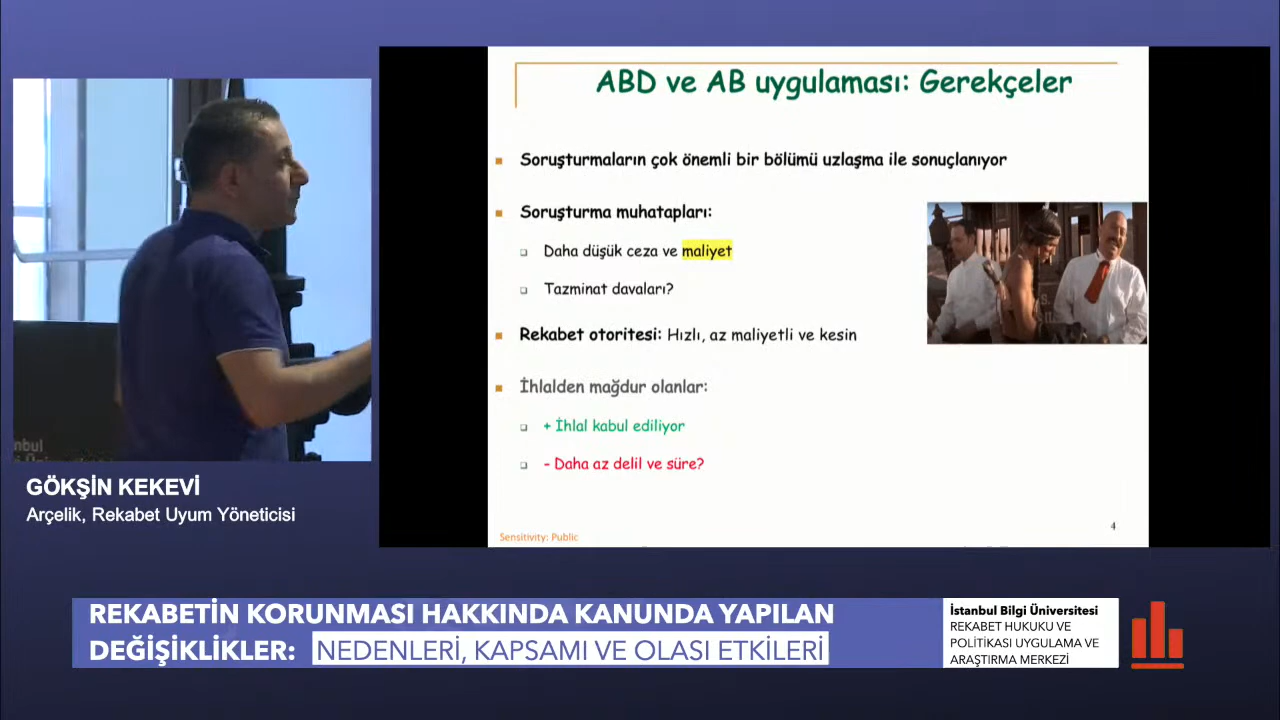 ABD ve AB uygulaması: Gerekçeler
Soruşturmaların çok önemli bir bölümü uzlaşma ile sonuçlanıyor
Soruşturma muhatapları:
Daha düşük ceza ve maliyet
Tazminat davaları?
Rekabet otoritesi: Hızlı, az maliyetli ve kesin
İhlalden mağdur olanlar:
+ İhlal kabul ediliyor
- Daha az delil ve süre?
Sensitivity: Public
4
GÖKŞİN KEKEVİ
Arçelik, Rekabet Uyum Yöneticisi
REKABETİN KORUNMASI HAKKINDA KANUNDA YAPILAN
DEĞİŞİKLİKLER: NEDENLERİ, KAPSAMI VE OLASI ETKİLERİ
İstanbul Bilgi Üniversitesi
REKABET HUKUKU VE
POLİTİKASI UYGULAMA VE
ARAŞTIRMA MERKEZİ